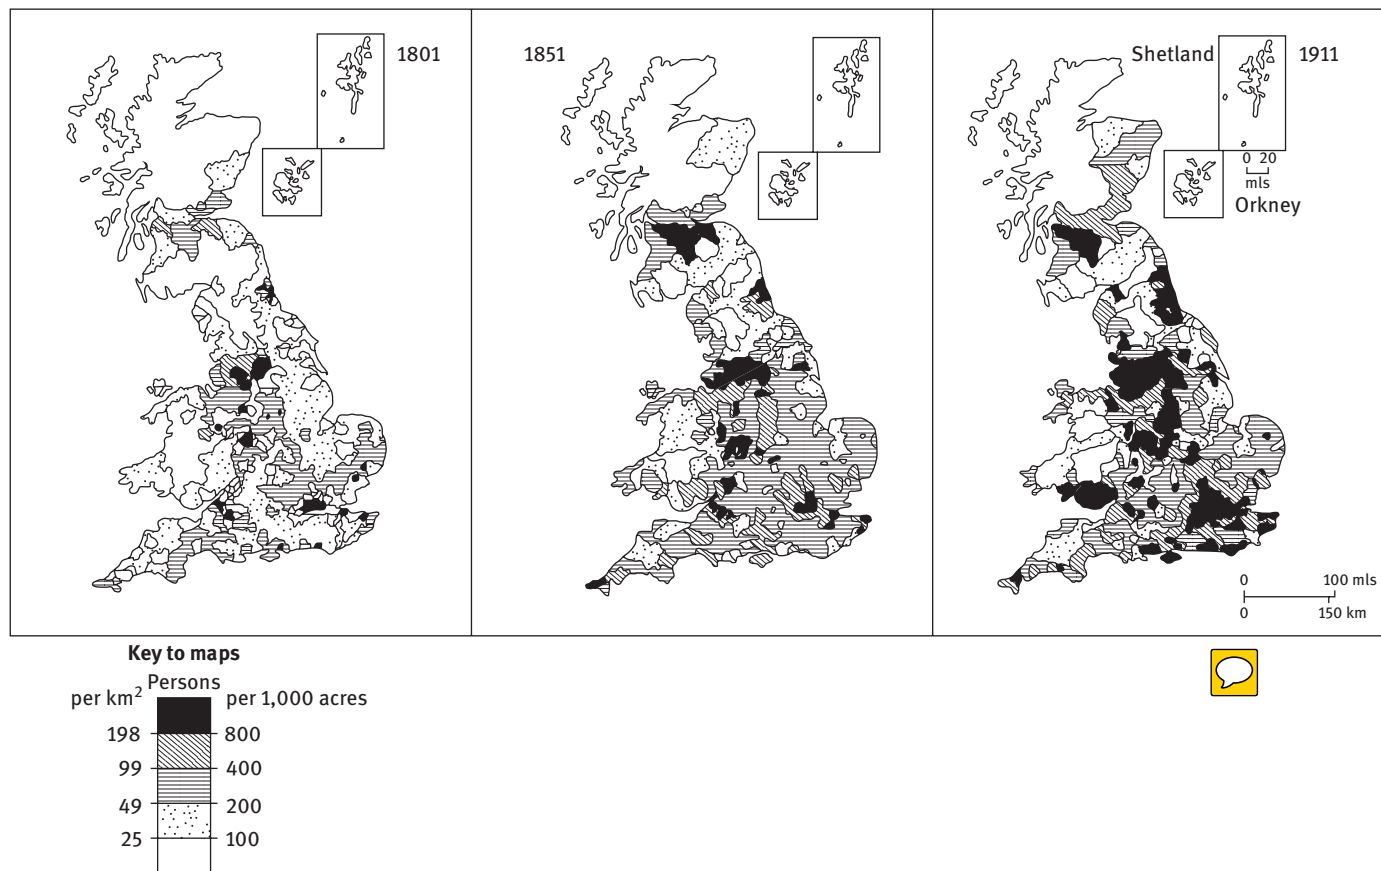 1801
1851
Shetland
1911
0 20
mls
Orkney
0 100 mls
0 150 km
Key to maps
Persons
per km2 per 1,000 acres
198 800
99 400
49 200
25 100